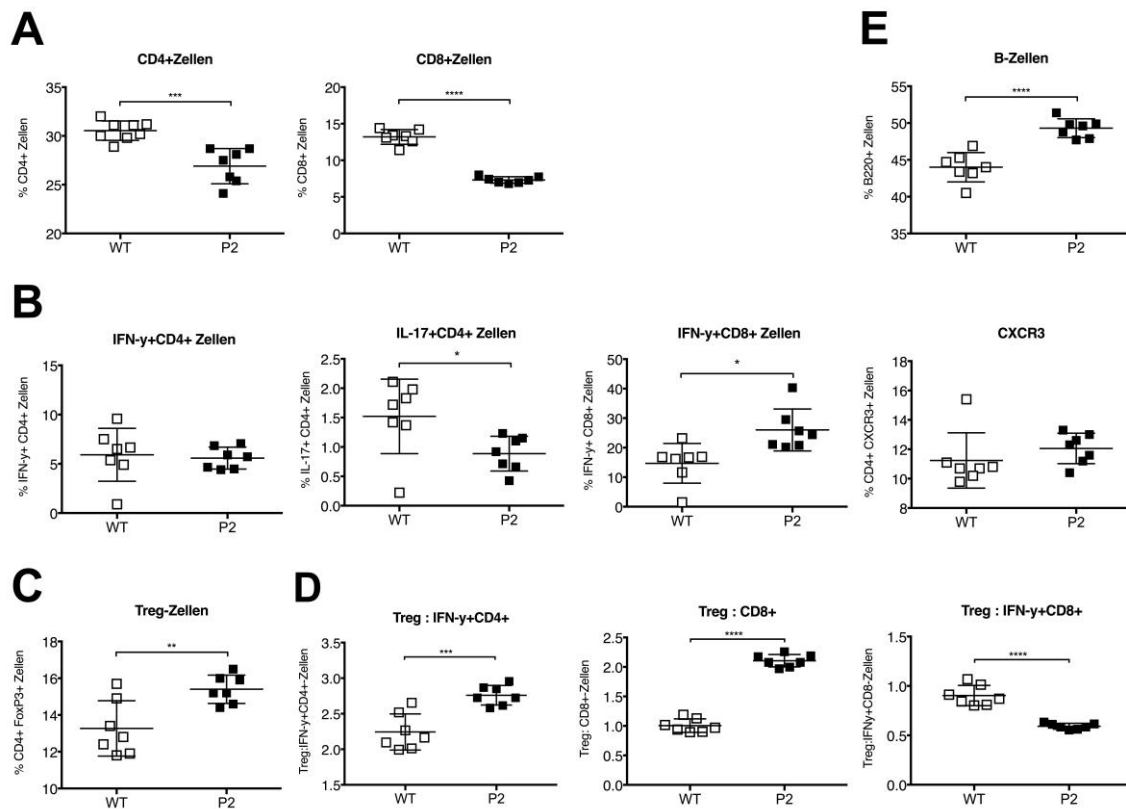 A
CD4+Zellen
% CD4+ Zellen
35
30
25
20
***
WT
P2
CD8+Zellen
% CD8+ Zellen
20
15
10
5
0
****
WT
P2
E
B-Zellen
% B220+ Zellen
55
50
45
40
35
****
WT
P2
B
IFN-y+CD4+ Zellen
% IFN-y+ CD4+ Zellen
15
10
5
0
WT
P2
IL-17+CD4+ Zellen
% IL-17+ CD4+ Zellen
2.5
2.0
1.5
1.0
0.5
0.0
*
WT
P2
IFN-y+CD8+ Zellen
% IFN-y+ CD8+ Zellen
50
40
30
20
10
0
*
WT
P2
CXCR3
% CD4+ CXCR3+ Zellen
18
16
14
12
10
8
WT
P2
C
Treg-Zellen
% CD4+ FoxP3+ Zellen
18
16
14
12
10
**
WT
P2
D
Treg : IFN-y+CD4+
Treg:IFN-y+CD4+-Zellen
3.5
3.0
2.5
2.0
1.5
***
WT
P2
Treg : CD8+
Treg: CD8+-Zellen
2.5
2.0
1.5
1.0
0.5
0.0
****
WT
P2
Treg : IFN-y+CD8+
Treg:IFNy+CD8-Zellen
1.5
1.0
0.5
0.0
****
WT
P2